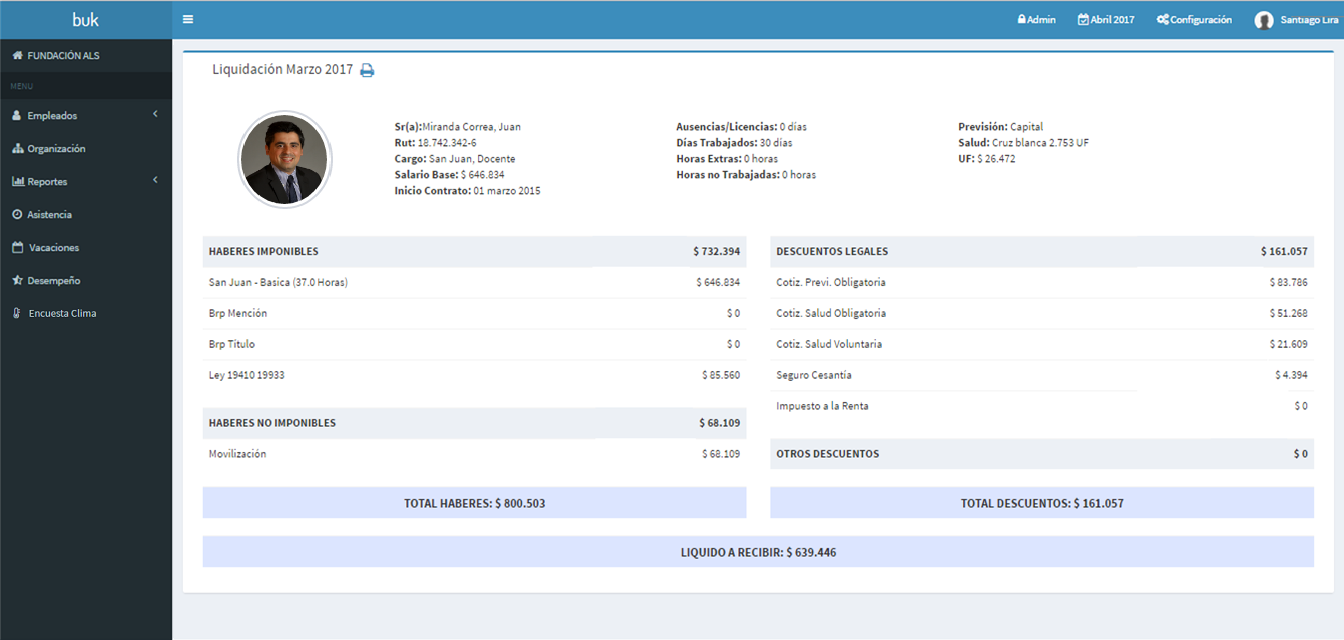 buk
Admin
Abril 2017
Configuración
Santiago Lira
FUNDACIÓN ALS
MENU
Empleados
Organización
Reportes
Asistencia
Vacaciones
Desempeño
Encuesta Clima
Liquidación Marzo 2017
Sr(a):Miranda Correa, Juan
Rut: 18.742.342-6
Cargo: San Juan, Docente
Salario Base: $ 646.834
Inicio Contrato: 01 marzo 2015
Ausencias/Licencias: 0 días
Días Trabajados: 30 días
Horas Extras: 0 horas
Horas no Trabajadas: 0 horas
Previsión: Capital
Salud: Cruz blanca 2.753 UF
UF: $ 26.472
HABERES IMPONIBLES $ 732.394
San Juan - Basica (37.0 Horas) $ 646.834
Brp Mención $ 0
Brp Título $ 0
Ley 19410 19933 $ 85.560
HABERES NO IMPONIBLES $ 68.109
Movilización $ 68.109
TOTAL HABERES: $ 800.503
DESCUENTOS LEGALES $ 161.057
Cotiz. Previ. Obligatoria $ 83.786
Cotiz. Salud Obligatoria $ 51.268
Cotiz. Salud Voluntaria $ 21.609
Seguro Cesantía $ 4.394
Impuesto a la Renta $ 0
OTROS DESCUENTOS $ 0
TOTAL DESCUENTOS: $ 161.057
LIQUIDO A RECIBIR: $ 639.446